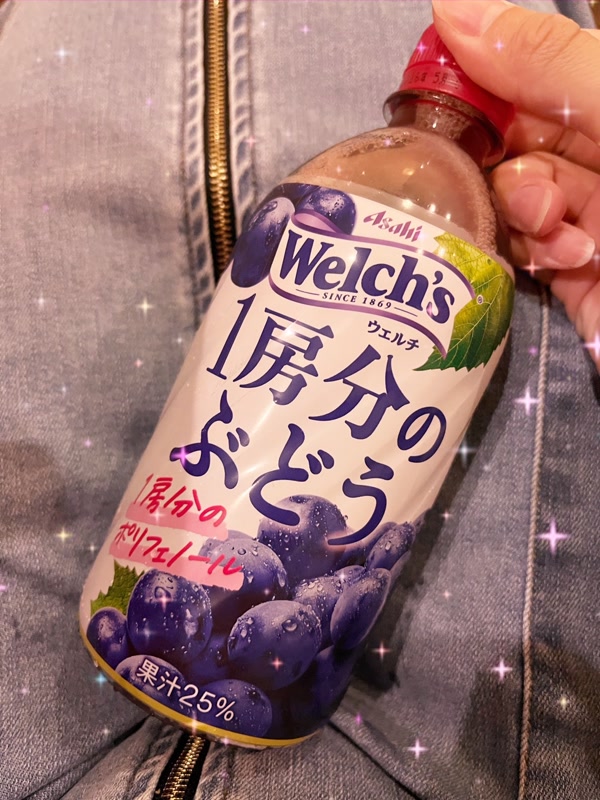 Asahi
Welch's
SINCE 1869
ウェルチ
1房分の
ぶどう
1房分の
ポリフェノール
果汁25%